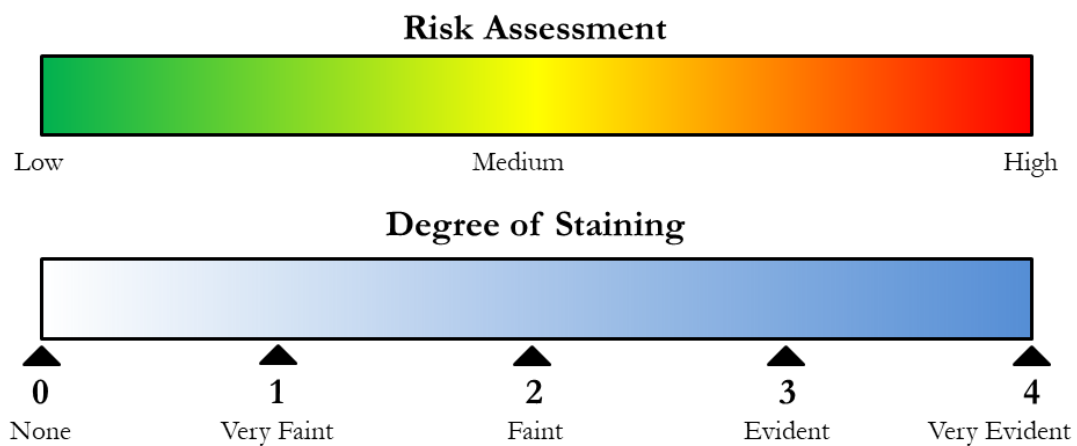 Risk Assessment
Low Medium High
Degree of Staining
0 1 2 3 4
None Very Faint Faint Evident Very Evident